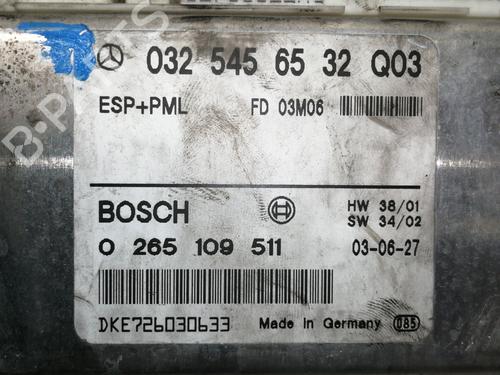 032 545 65 32 Q03
ESP+PML FD 03M06
BOSCH HW 38/01
SW 34/02
0 265 109 511 03-06-27
DKE726030633 Made in Germany 085
B-PARTS